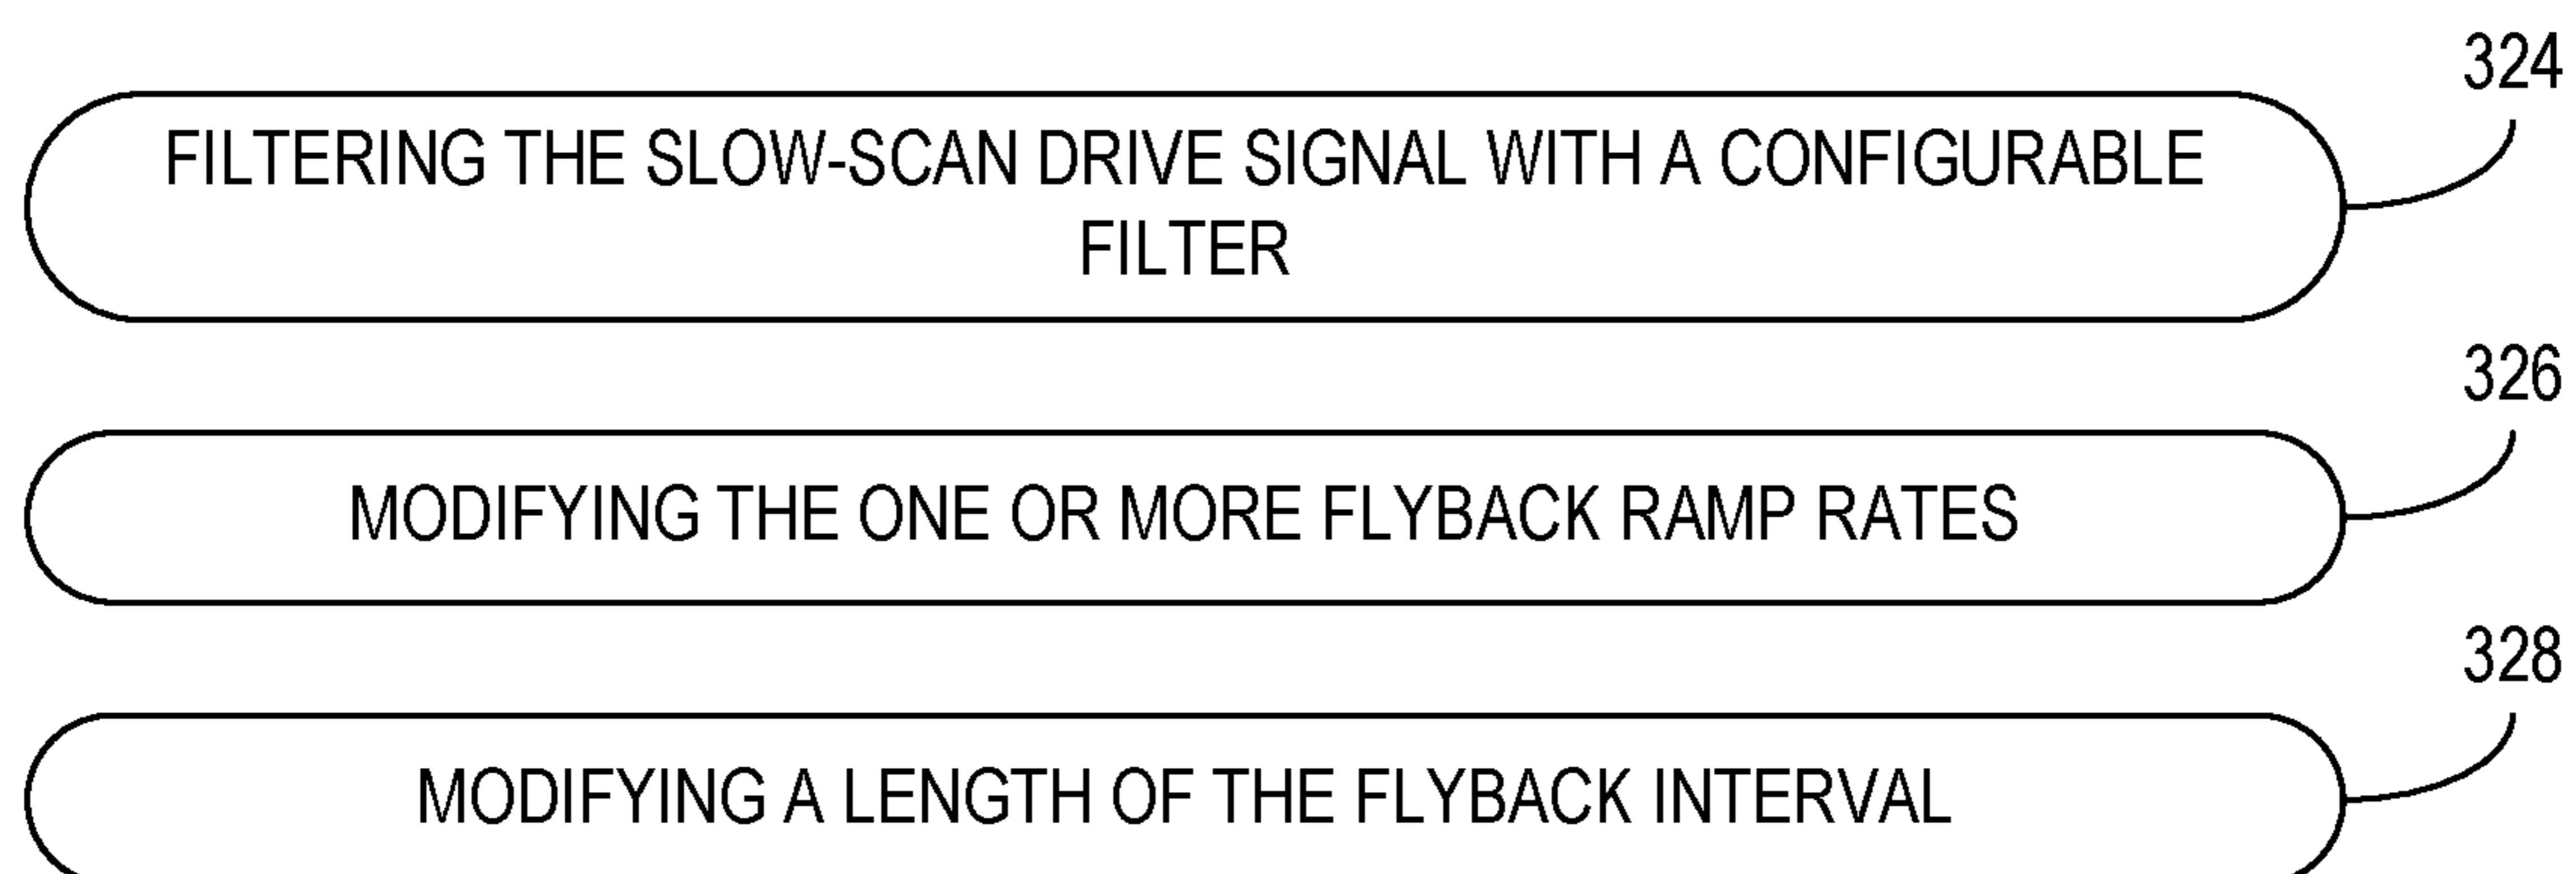 324
FILTERING THE SLOW-SCAN DRIVE SIGNAL WITH A CONFIGURABLE
FILTER
326
MODIFYING THE ONE OR MORE FLYBACK RAMP RATES
328
MODIFYING A LENGTH OF THE FLYBACK INTERVAL